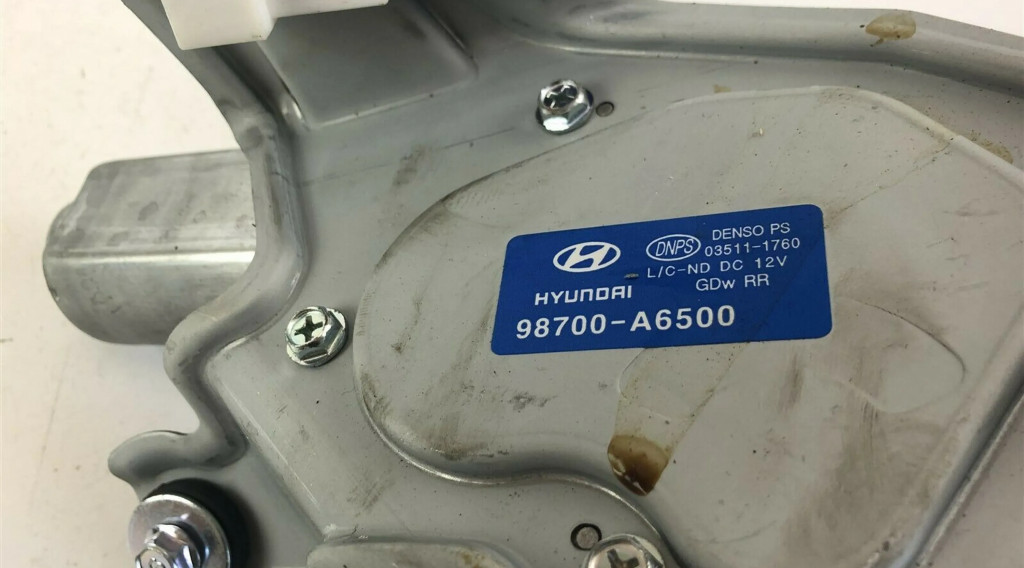 HYUNDAI
98700-A6500
DNPS
DENSO PS
03511-1760
L/C-ND DC 12V
GDw RR